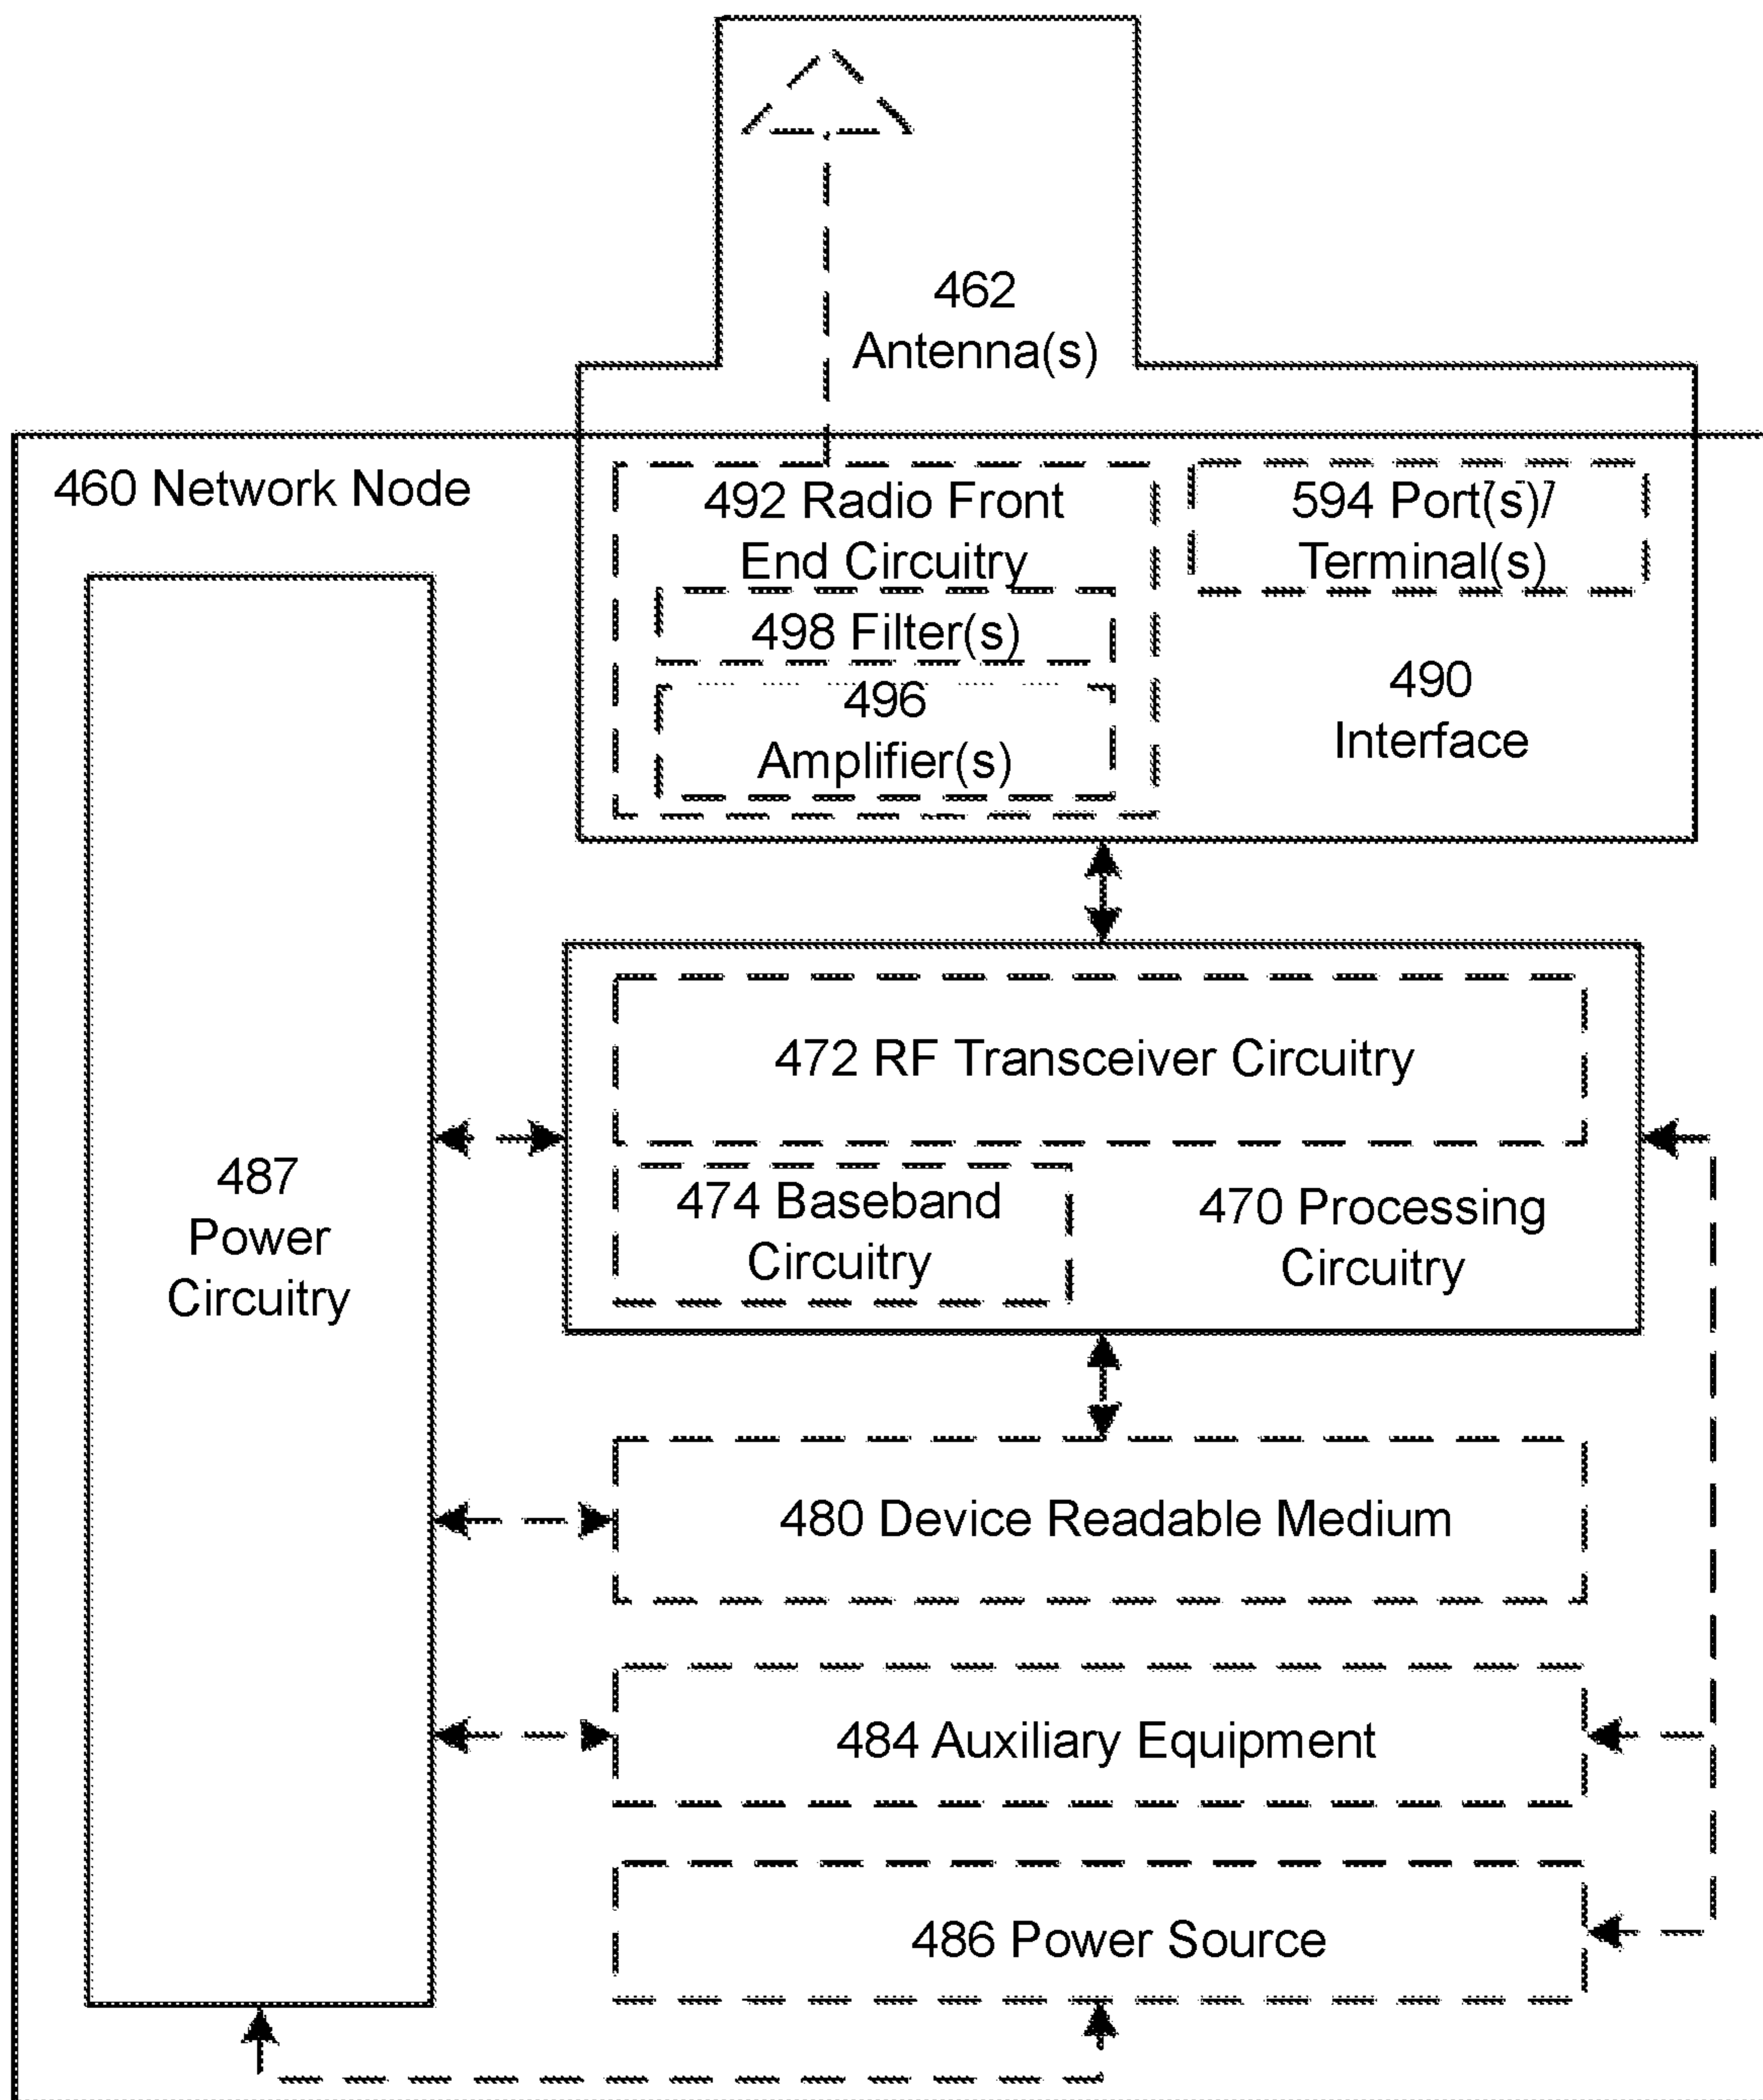 462
Antenna(s)
460 Network Node
492 Radio Front
End Circuitry
594 Port(s)/
Terminal(s)
498 Filter(s)
496
Amplifier(s)
490
Interface
472 RF Transceiver Circuitry
487
Power
Circuitry
474 Baseband
Circuitry
470 Processing
Circuitry
480 Device Readable Medium
484 Auxiliary Equipment
486 Power Source